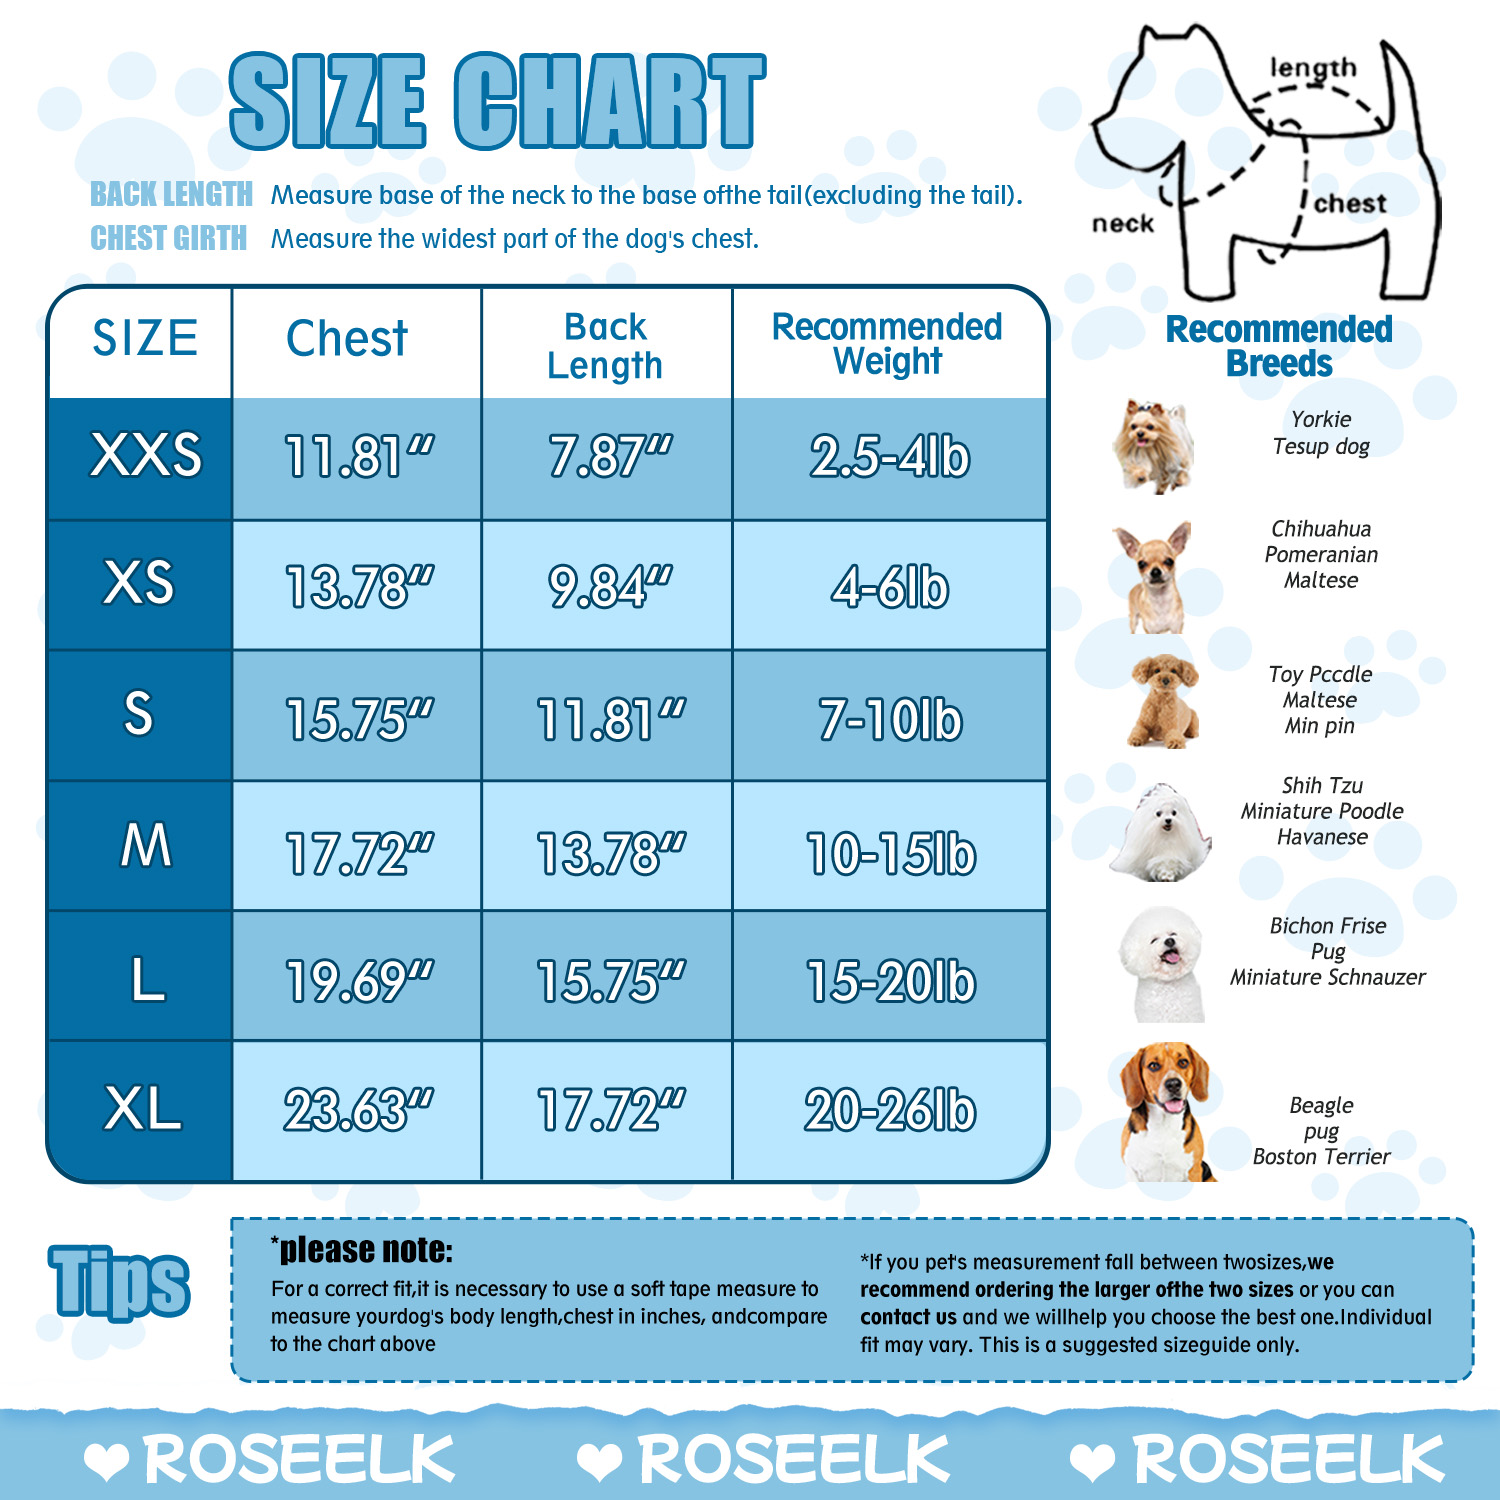 SIZE CHART
BACK LENGTH Measure base of the neck to the base ofthe tail(excluding the tail).
CHEST GIRTH Measure the widest part of the dog's chest.
length
chest
neck
SIZE Chest Back Length Recommended Weight
XXS 11.81" 7.87" 2.5-4lb
XS 13.78" 9.84" 4-6lb
S 15.75" 11.81" 7-10lb
M 17.72" 13.78" 10-15lb
L 19.69" 15.75" 15-20lb
XL 23.63" 17.72" 20-26lb
Recommended
Breeds
Yorkie
Tesup dog
Chihuahua
Pomeranian
Maltese
Toy Pccdle
Maltese
Min pin
Shih Tzu
Miniature Poodle
Havanese
Bichon Frise
Pug
Miniature Schnauzer
Beagle
pug
Boston Terrier
Tips
*please note:
For a correct fit,it is necessary to use a soft tape measure to
measure yourdog's body length,chest in inches, andcompare
to the chart above
*If you pet's measurement fall between twosizes,we
recommend ordering the larger ofthe two sizes or you can
contact us and we willhelp you choose the best one.Individual
fit may vary. This is a suggested sizeguide only.
ROSEELK ROSEELK ROSEELK